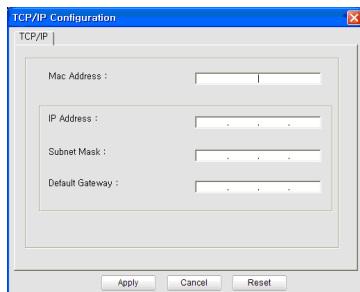 TCP/IP Configuration
TCP/IP
Mac Address :
IP Address :
. . .
Subnet Mask :
. . .
Default Gateway :
. . .
Apply Cancel Reset